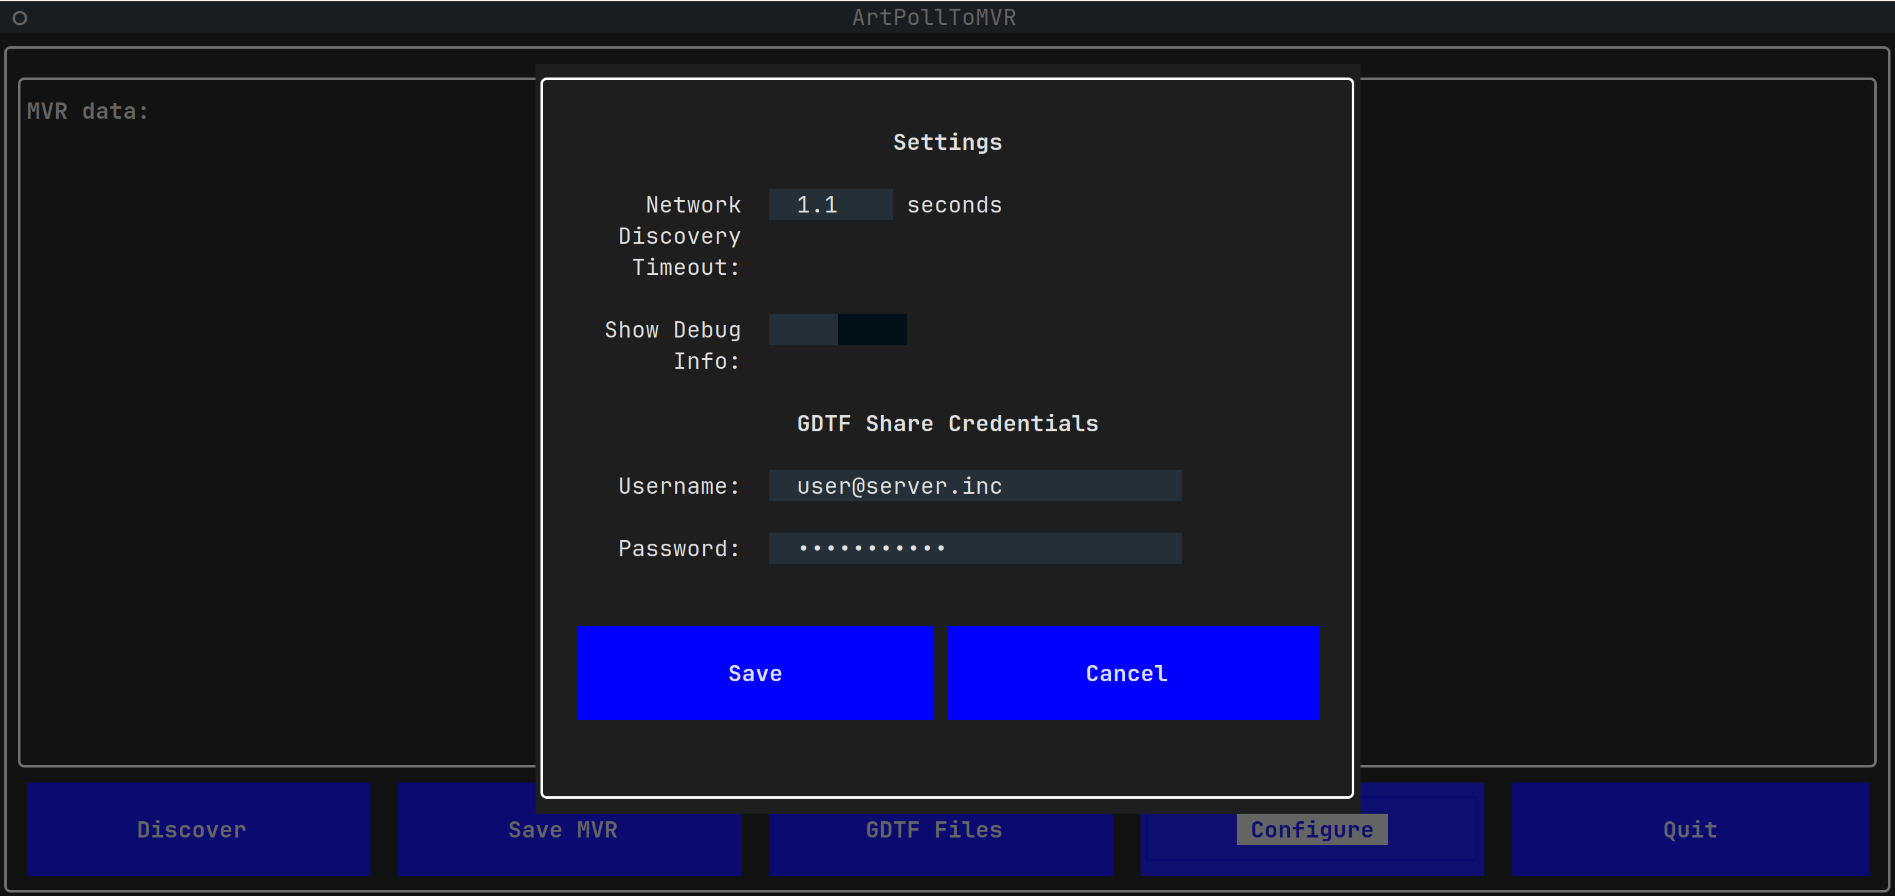 ArtPollToMVR
MVR data:
Settings
Network 1.1 seconds
Discovery
Timeout:
Show Debug
Info:
GDTF Share Credentials
Username: user@server.inc
Password: •••••••••••
Save Cancel
Discover Save MVR GDTF Files Configure Quit